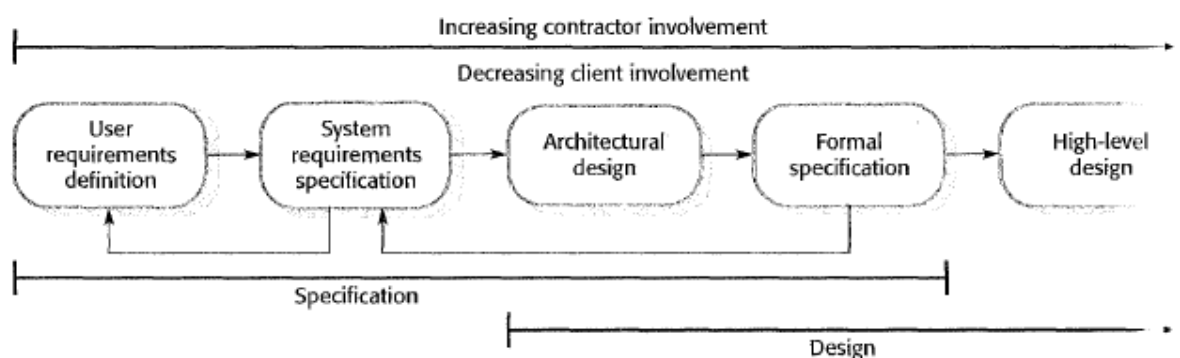 Increasing contractor involvement
Decreasing client involvement
User
requirements
definition
System
requirements
specification
Architectural
design
Formal
specification
High-level
design
Specification
Design